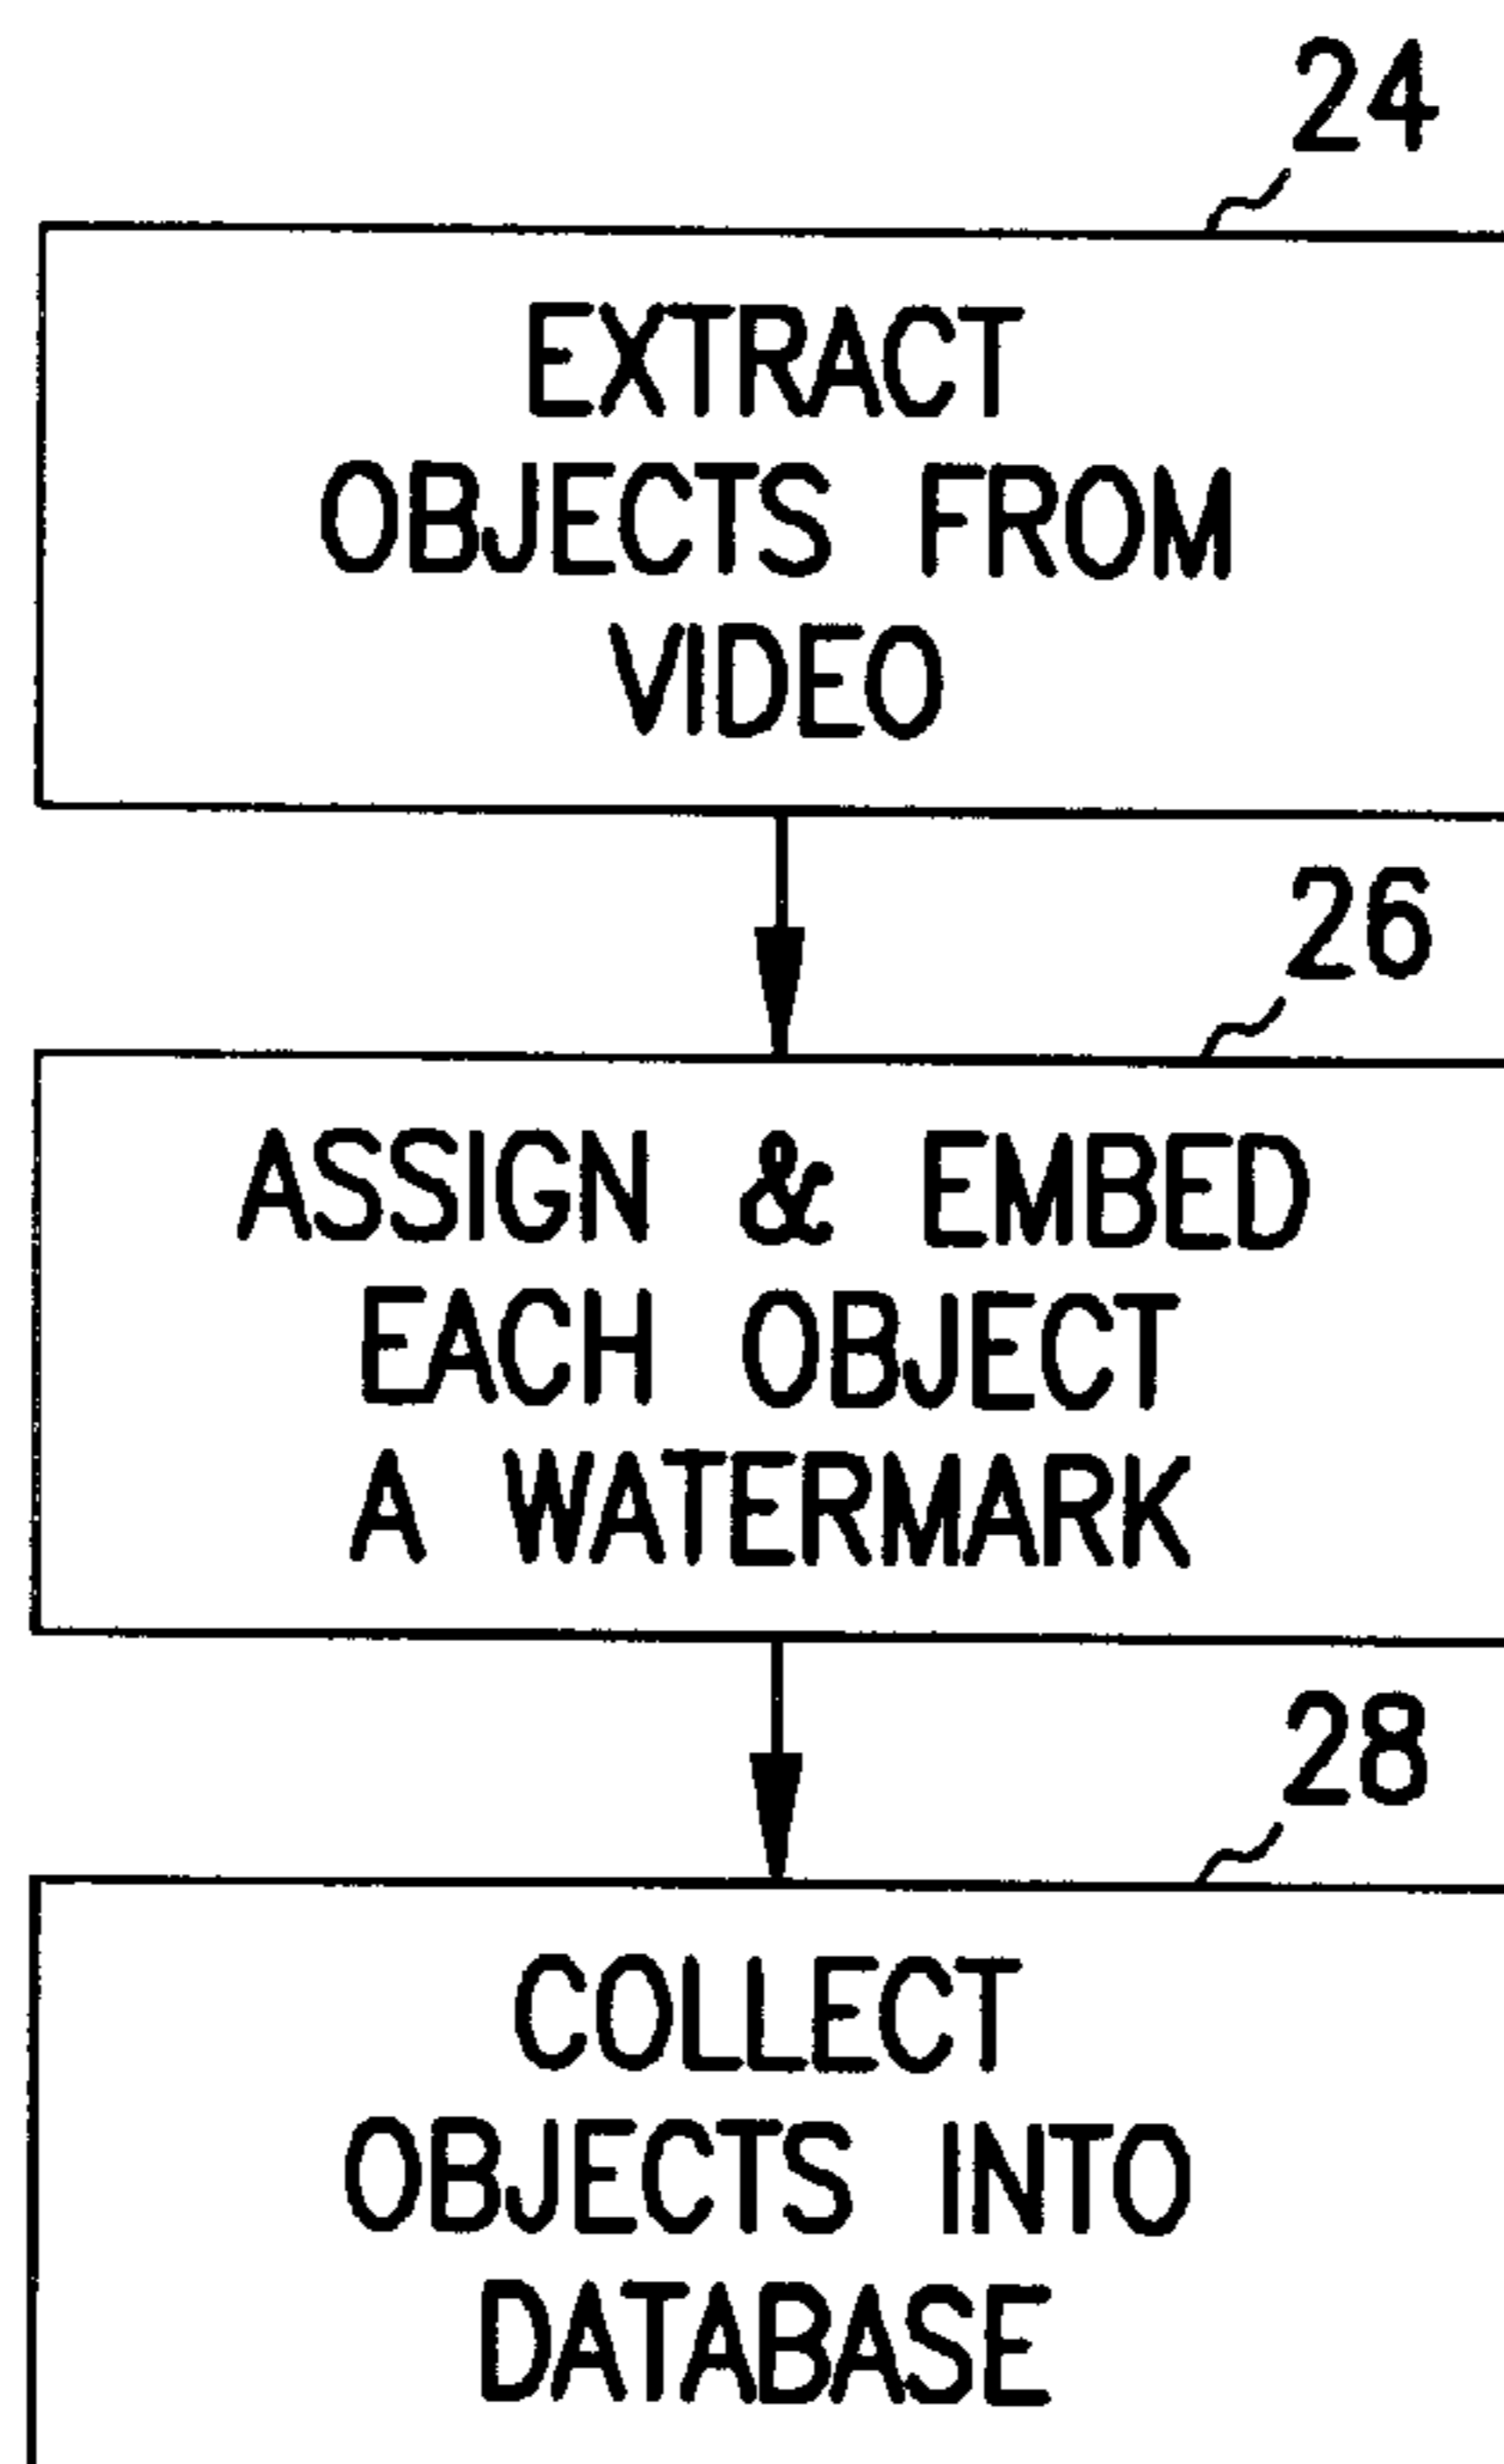 24
EXTRACT
OBJECTS FROM
VIDEO
26
ASSIGN & EMBED
EACH OBJECT
A WATERMARK
28
COLLECT
OBJECTS INTO
DATABASE